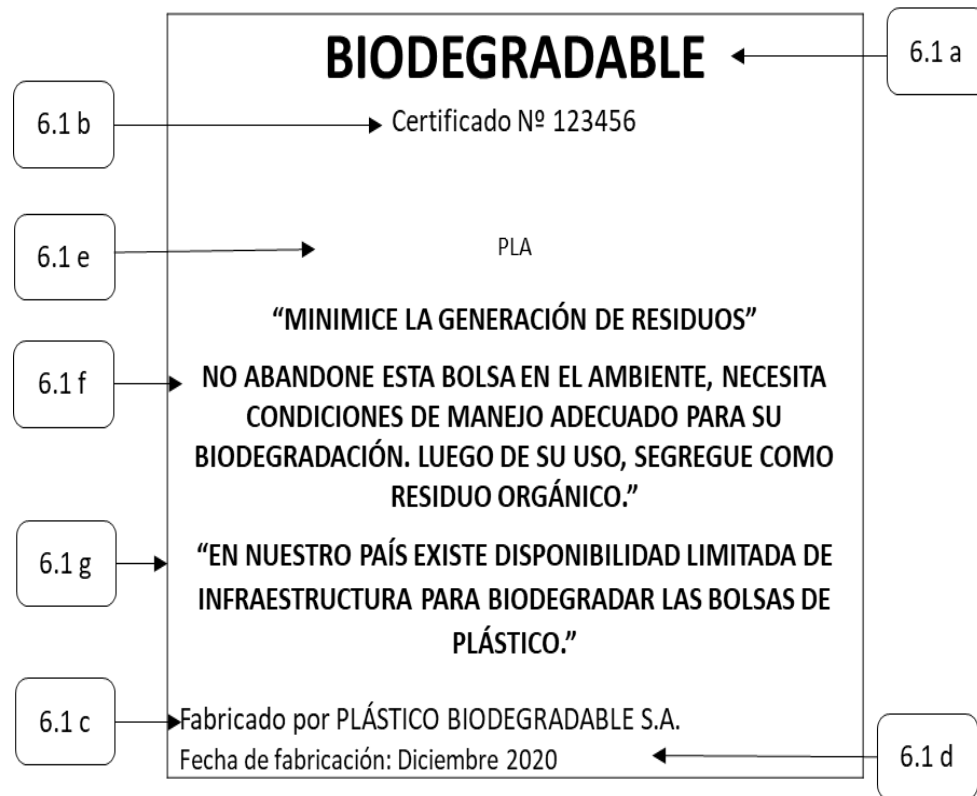 BIODEGRADABLE
6.1 a
6.1 b
Certificado Nº 123456
6.1 e
PLA
“MINIMICE LA GENERACIÓN DE RESIDUOS”
6.1 f
NO ABANDONE ESTA BOLSA EN EL AMBIENTE, NECESITA
CONDICIONES DE MANEJO ADECUADO PARA SU
BIODEGRADACIÓN. LUEGO DE SU USO, SEGREGUE COMO
RESIDUO ORGÁNICO.”
6.1 g
“EN NUESTRO PAÍS EXISTE DISPONIBILIDAD LIMITADA DE
INFRAESTRUCTURA PARA BIODEGRADAR LAS BOLSAS DE
PLÁSTICO.”
6.1 c
Fabricado por PLÁSTICO BIODEGRADABLE S.A.
Fecha de fabricación: Diciembre 2020
6.1 d